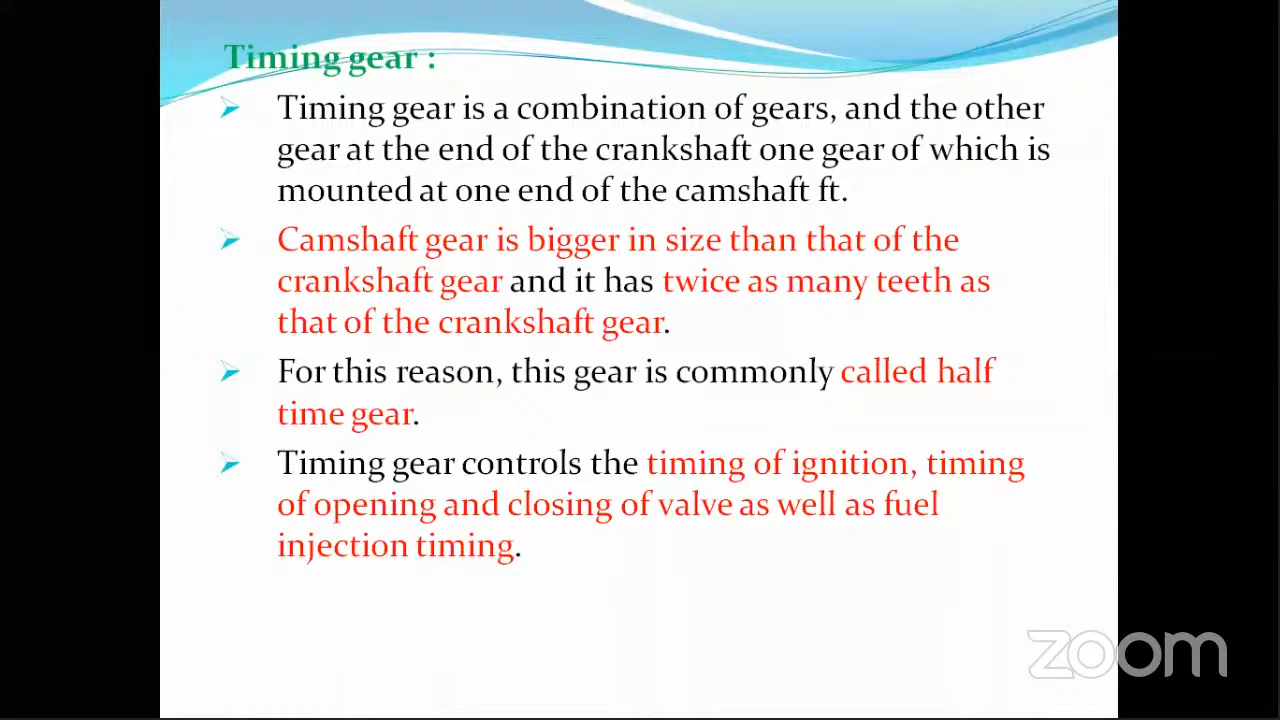 Timing gear :
Timing gear is a combination of gears, and the other
gear at the end of the crankshaft one gear of which is
mounted at one end of the camshaft ft.
Camshaft gear is bigger in size than that of the
crankshaft gear and it has twice as many teeth as
that of the crankshaft gear.
For this reason, this gear is commonly called half
time gear.
Timing gear controls the timing of ignition, timing
of opening and closing of valve as well as fuel
injection timing.
zoom